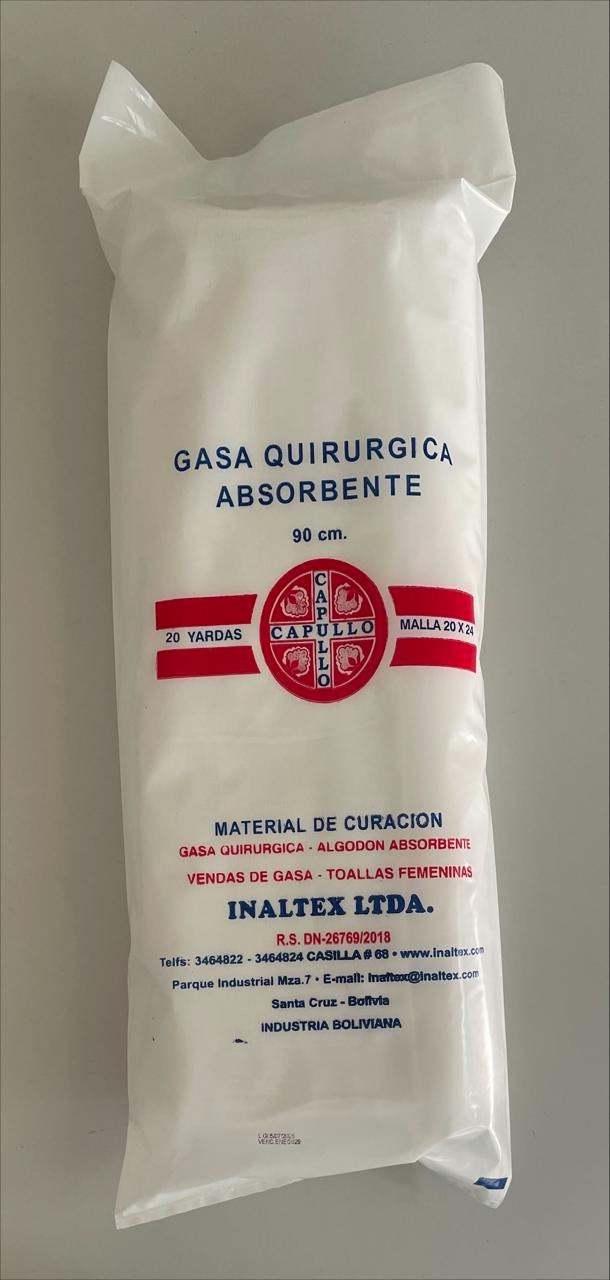 GASA QUIRURGICA
ABSORBENTE
90 cm.
20 YARDAS
CAPULLO
CAPULLO
MALLA 20 X 24
MATERIAL DE CURACION
GASA QUIRURGICA - ALGODON ABSORBENTE
VENDAS DE GASA - TOALLAS FEMENINAS
INALTEX LTDA.
R.S. DN-26769/2018
Telfs: 3464822 - 3464824 CASILLA # 68 • www.inaltex.com
Parque Industrial Mza.7 • E-mail: inaltex@inaltex.com
Santa Cruz - Bolivia
INDUSTRIA BOLIVIANA